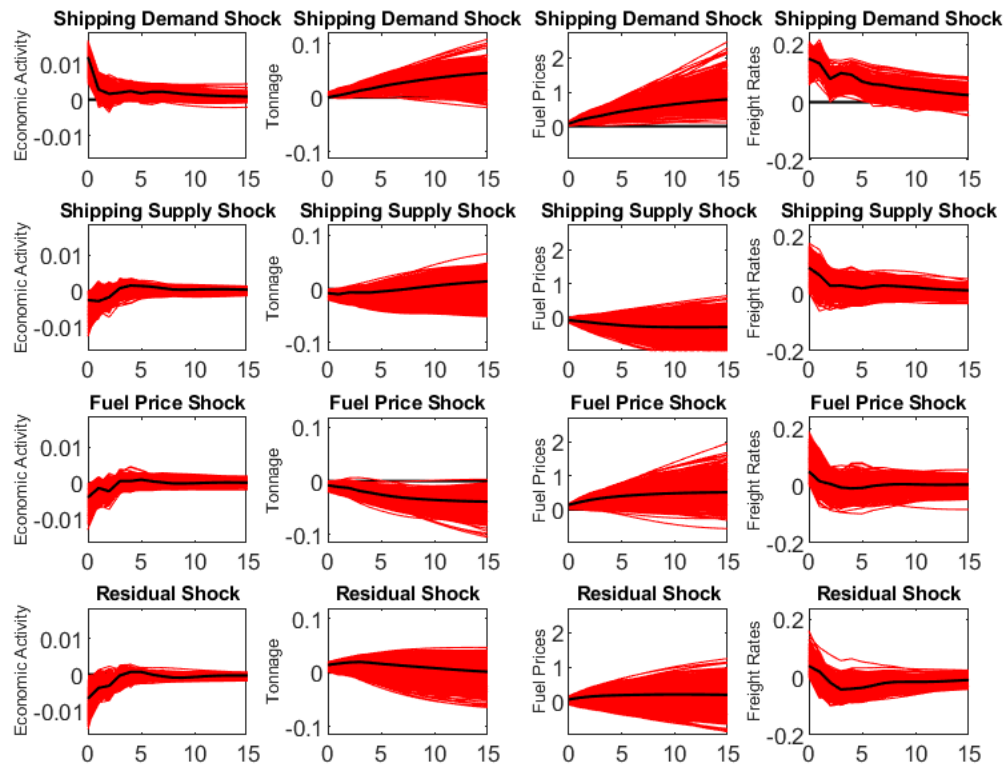 Shipping Demand Shock
Economic Activity
0.01
0
-0.01
0 5 10 15
Shipping Demand Shock
Tonnage
0.1
0
-0.1
0 5 10 15
Shipping Demand Shock
Fuel Prices
2
1
0
0 5 10 15
Shipping Demand Shock
Freight Rates
0.2
0
-0.2
0 5 10 15
Shipping Supply Shock
Economic Activity
0.01
0
-0.01
0 5 10 15
Shipping Supply Shock
Tonnage
0.1
0
-0.1
0 5 10 15
Shipping Supply Shock
Fuel Prices
2
1
0
0 5 10 15
Shipping Supply Shock
Freight Rates
0.2
0
-0.2
0 5 10 15
Fuel Price Shock
Economic Activity
0.01
0
-0.01
0 5 10 15
Fuel Price Shock
Tonnage
0.1
0
-0.1
0 5 10 15
Fuel Price Shock
Fuel Prices
2
1
0
0 5 10 15
Fuel Price Shock
Freight Rates
0.2
0
-0.2
0 5 10 15
Residual Shock
Economic Activity
0.01
0
-0.01
0 5 10 15
Residual Shock
Tonnage
0.1
0
-0.1
0 5 10 15
Residual Shock
Fuel Prices
2
1
0
0 5 10 15
Residual Shock
Freight Rates
0.2
0
-0.2
0 5 10 15